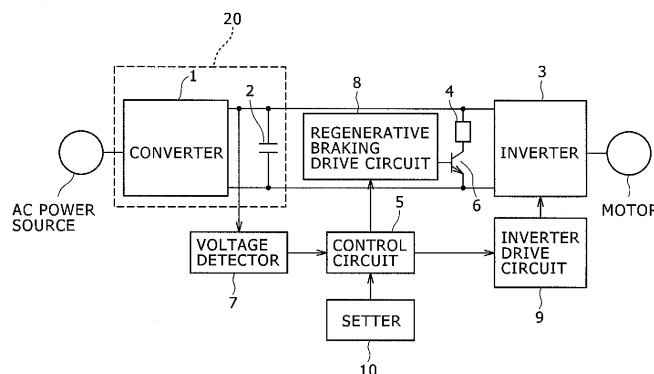 20
1
2
8
4
3
CONVERTER
REGENERATIVE
BRAKING
DRIVE CIRCUIT
INVERTER
AC POWER
SOURCE
6
MOTOR
5
VOLTAGE
DETECTOR
CONTROL
CIRCUIT
INVERTER
DRIVE
CIRCUIT
7
9
SETTER
10